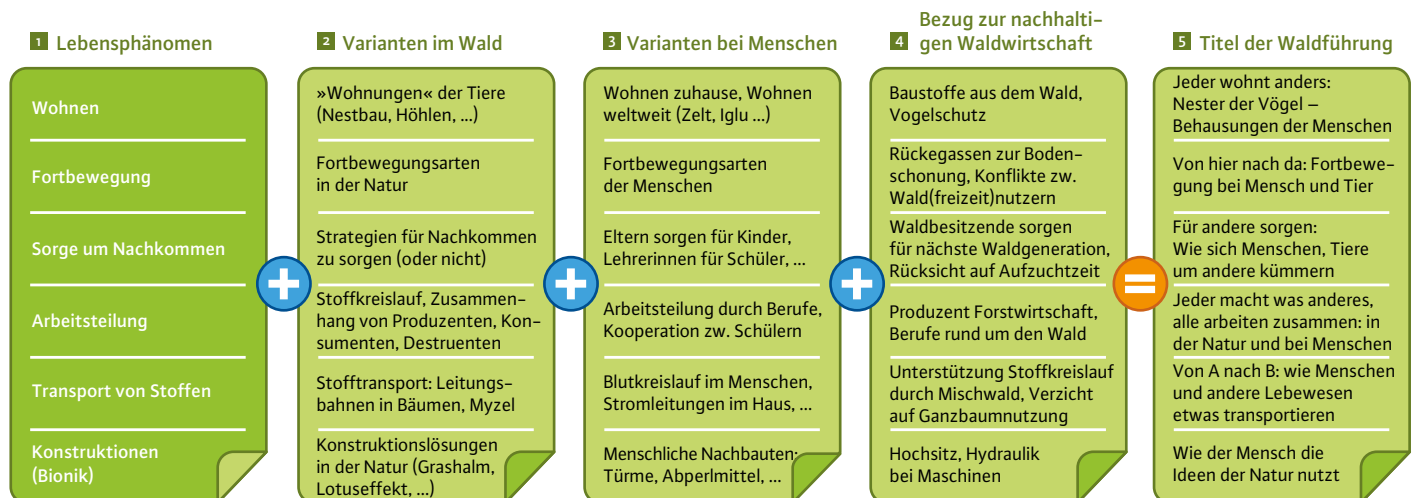 1 Lebensphänomen
Wohnen
Fortbewegung
Sorge um Nachkommen
Arbeitsteilung
Transport von Stoffen
Konstruktionen
(Bionik)
2 Varianten im Wald
»Wohnungen« der Tiere
(Nestbau, Höhlen, ...)
Fortbewegungsarten
in der Natur
Strategien für Nachkommen
zu sorgen (oder nicht)
Stoffkreislauf, Zusammen-
hang von Produzenten, Kon-
sumenten, Destruenten
Stofftransport: Leitungs-
bahnen in Bäumen, Myzel
Konstruktionslösungen
in der Natur (Grashalm,
Lotuseffekt, ...)
3 Varianten bei Menschen
Wohnen zuhause, Wohnen
weltweit (Zelt, Iglu ...)
Fortbewegungsarten
der Menschen
Eltern sorgen für Kinder,
Lehrerinnen für Schüler, ...
Arbeitsteilung durch Berufe,
Kooperation zw. Schülern
Blutkreislauf im Menschen,
Stromleitungen im Haus, ...
Menschliche Nachbauten:
Türme, Abperlmittel, ...
Bezug zur nachhalti-
4 gen Waldwirtschaft
Baustoffe aus dem Wald,
Vogelschutz
Rückegassen zur Boden-
schonung, Konflikte zw.
Wald(freizeit)nutzern
Waldbesitzende sorgen
für nächste Waldgeneration,
Rücksicht auf Aufzuchtzeit
Produzent Forstwirtschaft,
Berufe rund um den Wald
Unterstützung Stoffkreislauf
durch Mischwald, Verzicht
auf Ganzbaumnutzung
Hochsitz, Hydraulik
bei Maschinen
5 Titel der Waldführung
Jeder wohnt anders:
Nester der Vögel –
Behausungen der Menschen
Von hier nach da: Fortbewe-
gung bei Mensch und Tier
Für andere sorgen:
Wie sich Menschen, Tiere
um andere kümmern
Jeder macht was anderes,
alle arbeiten zusammen: in
der Natur und bei Menschen
Von A nach B: wie Menschen
und andere Lebewesen
etwas transportieren
Wie der Mensch die
Ideen der Natur nutzt